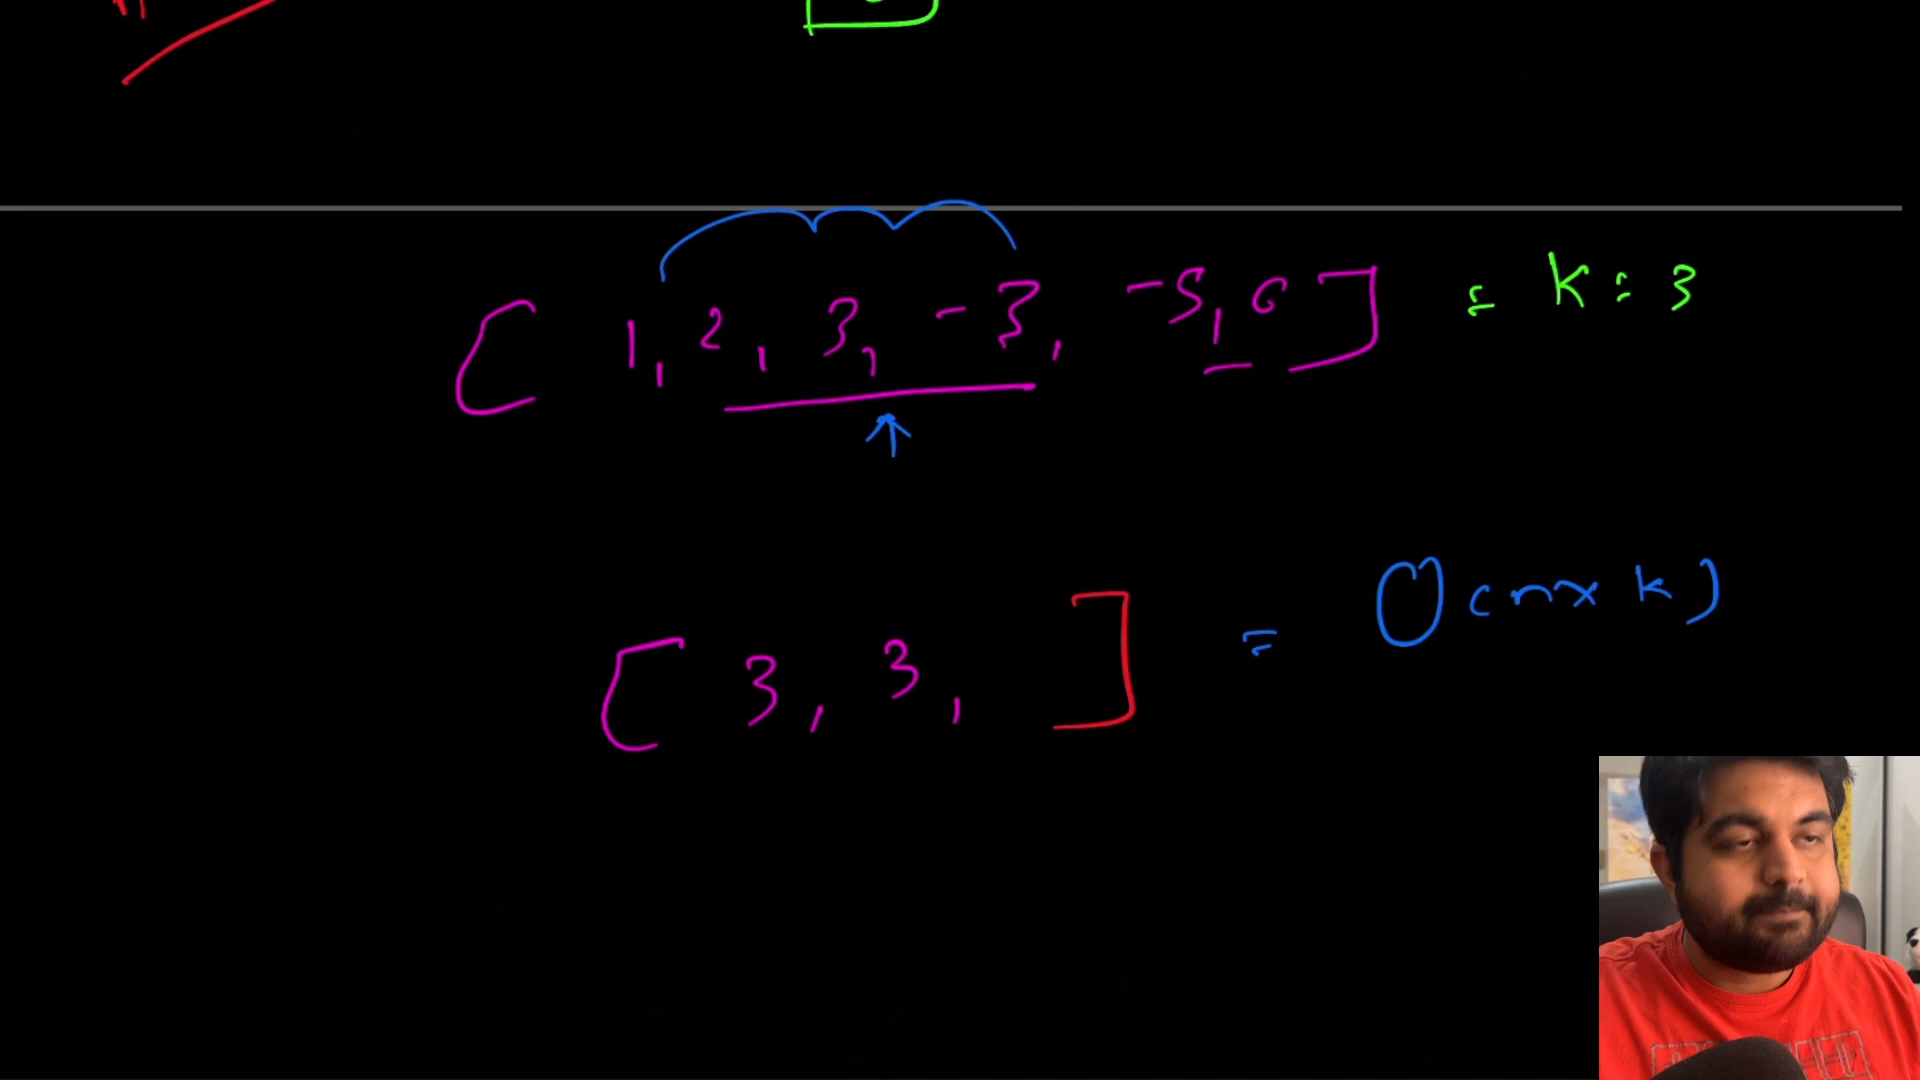 [ 1, 2, 3, -3, -5, 6 ] = k : 3
[ 3, 3, ] = O(n x k)